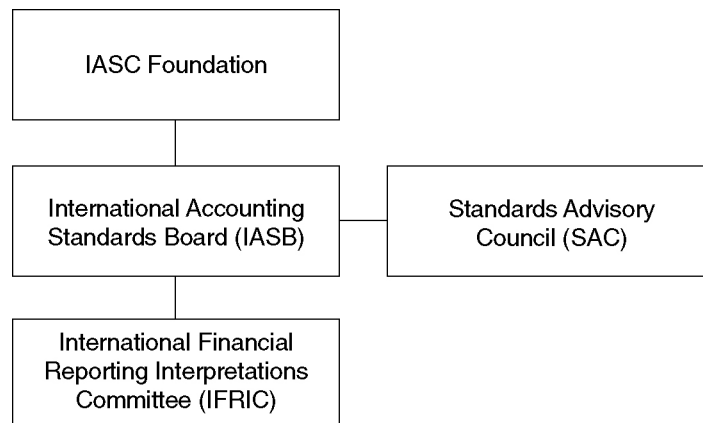 IASC Foundation
International Accounting
Standards Board (IASB)
Standards Advisory
Council (SAC)
International Financial
Reporting Interpretations
Committee (IFRIC)